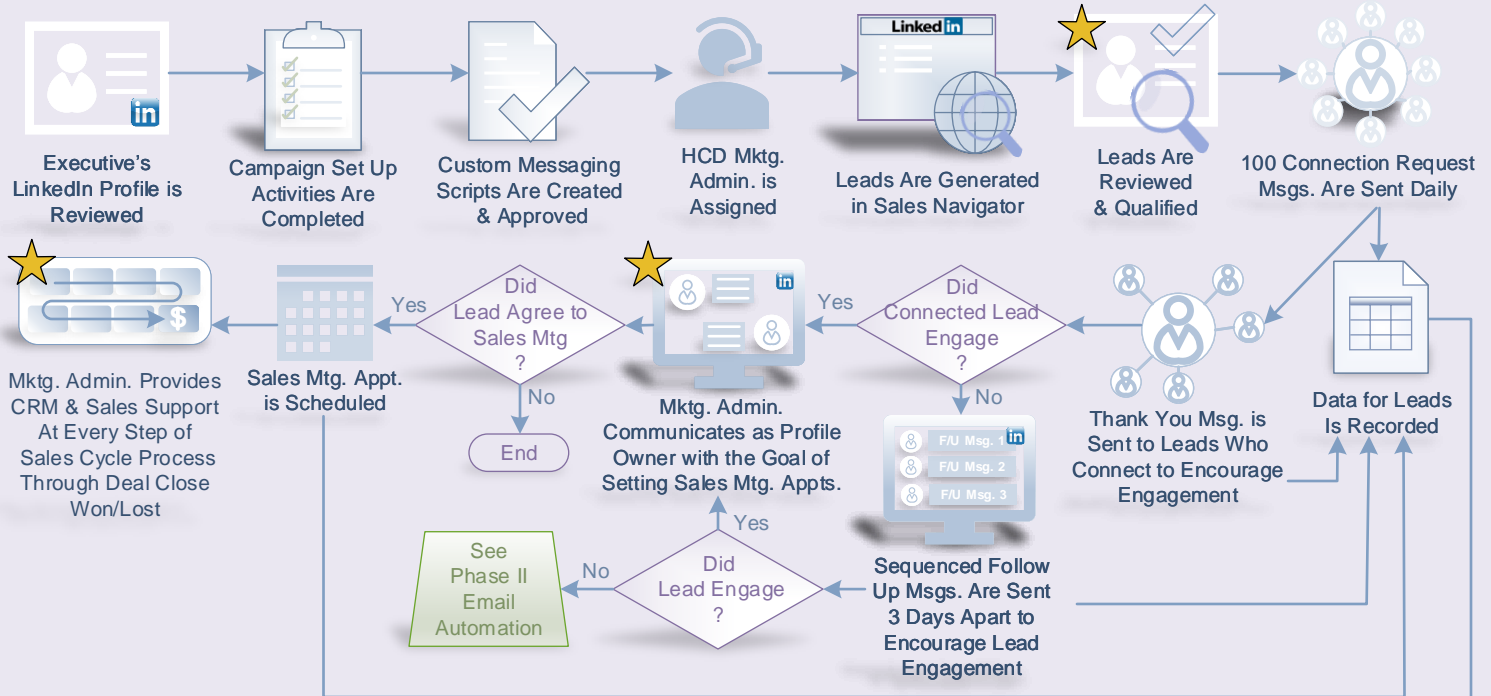 Linked in
in
Executive's
LinkedIn Profile is
Reviewed
Campaign Set Up
Activities Are
Completed
Custom Messaging
Scripts Are Created
& Approved
HCD Mktg.
Admin. is
Assigned
Leads Are Generated
in Sales Navigator
Leads Are
Reviewed
& Qualified
100 Connection Request
Msgs. Are Sent Daily
$
Mktg. Admin. Provides
CRM & Sales Support
At Every Step of
Sales Cycle Process
Through Deal Close
Won/Lost
Sales Mtg. Appt.
is Scheduled
Yes
Did
Lead Agree to
Sales Mtg
?
No
End
in
Mktg. Admin.
Communicates as Profile
Owner with the Goal of
Setting Sales Mtg. Appts.
Yes
Did
Connected Lead
Engage
?
No
Thank You Msg. is
Sent to Leads Who
Connect to Encourage
Engagement
Data for Leads
Is Recorded
in
F/U Msg. 1
F/U Msg. 2
F/U Msg. 3
Sequenced Follow
Up Msgs. Are Sent
3 Days Apart to
Encourage Lead
Engagement
Yes
Did
Lead Engage
?
No
See
Phase II
Email
Automation